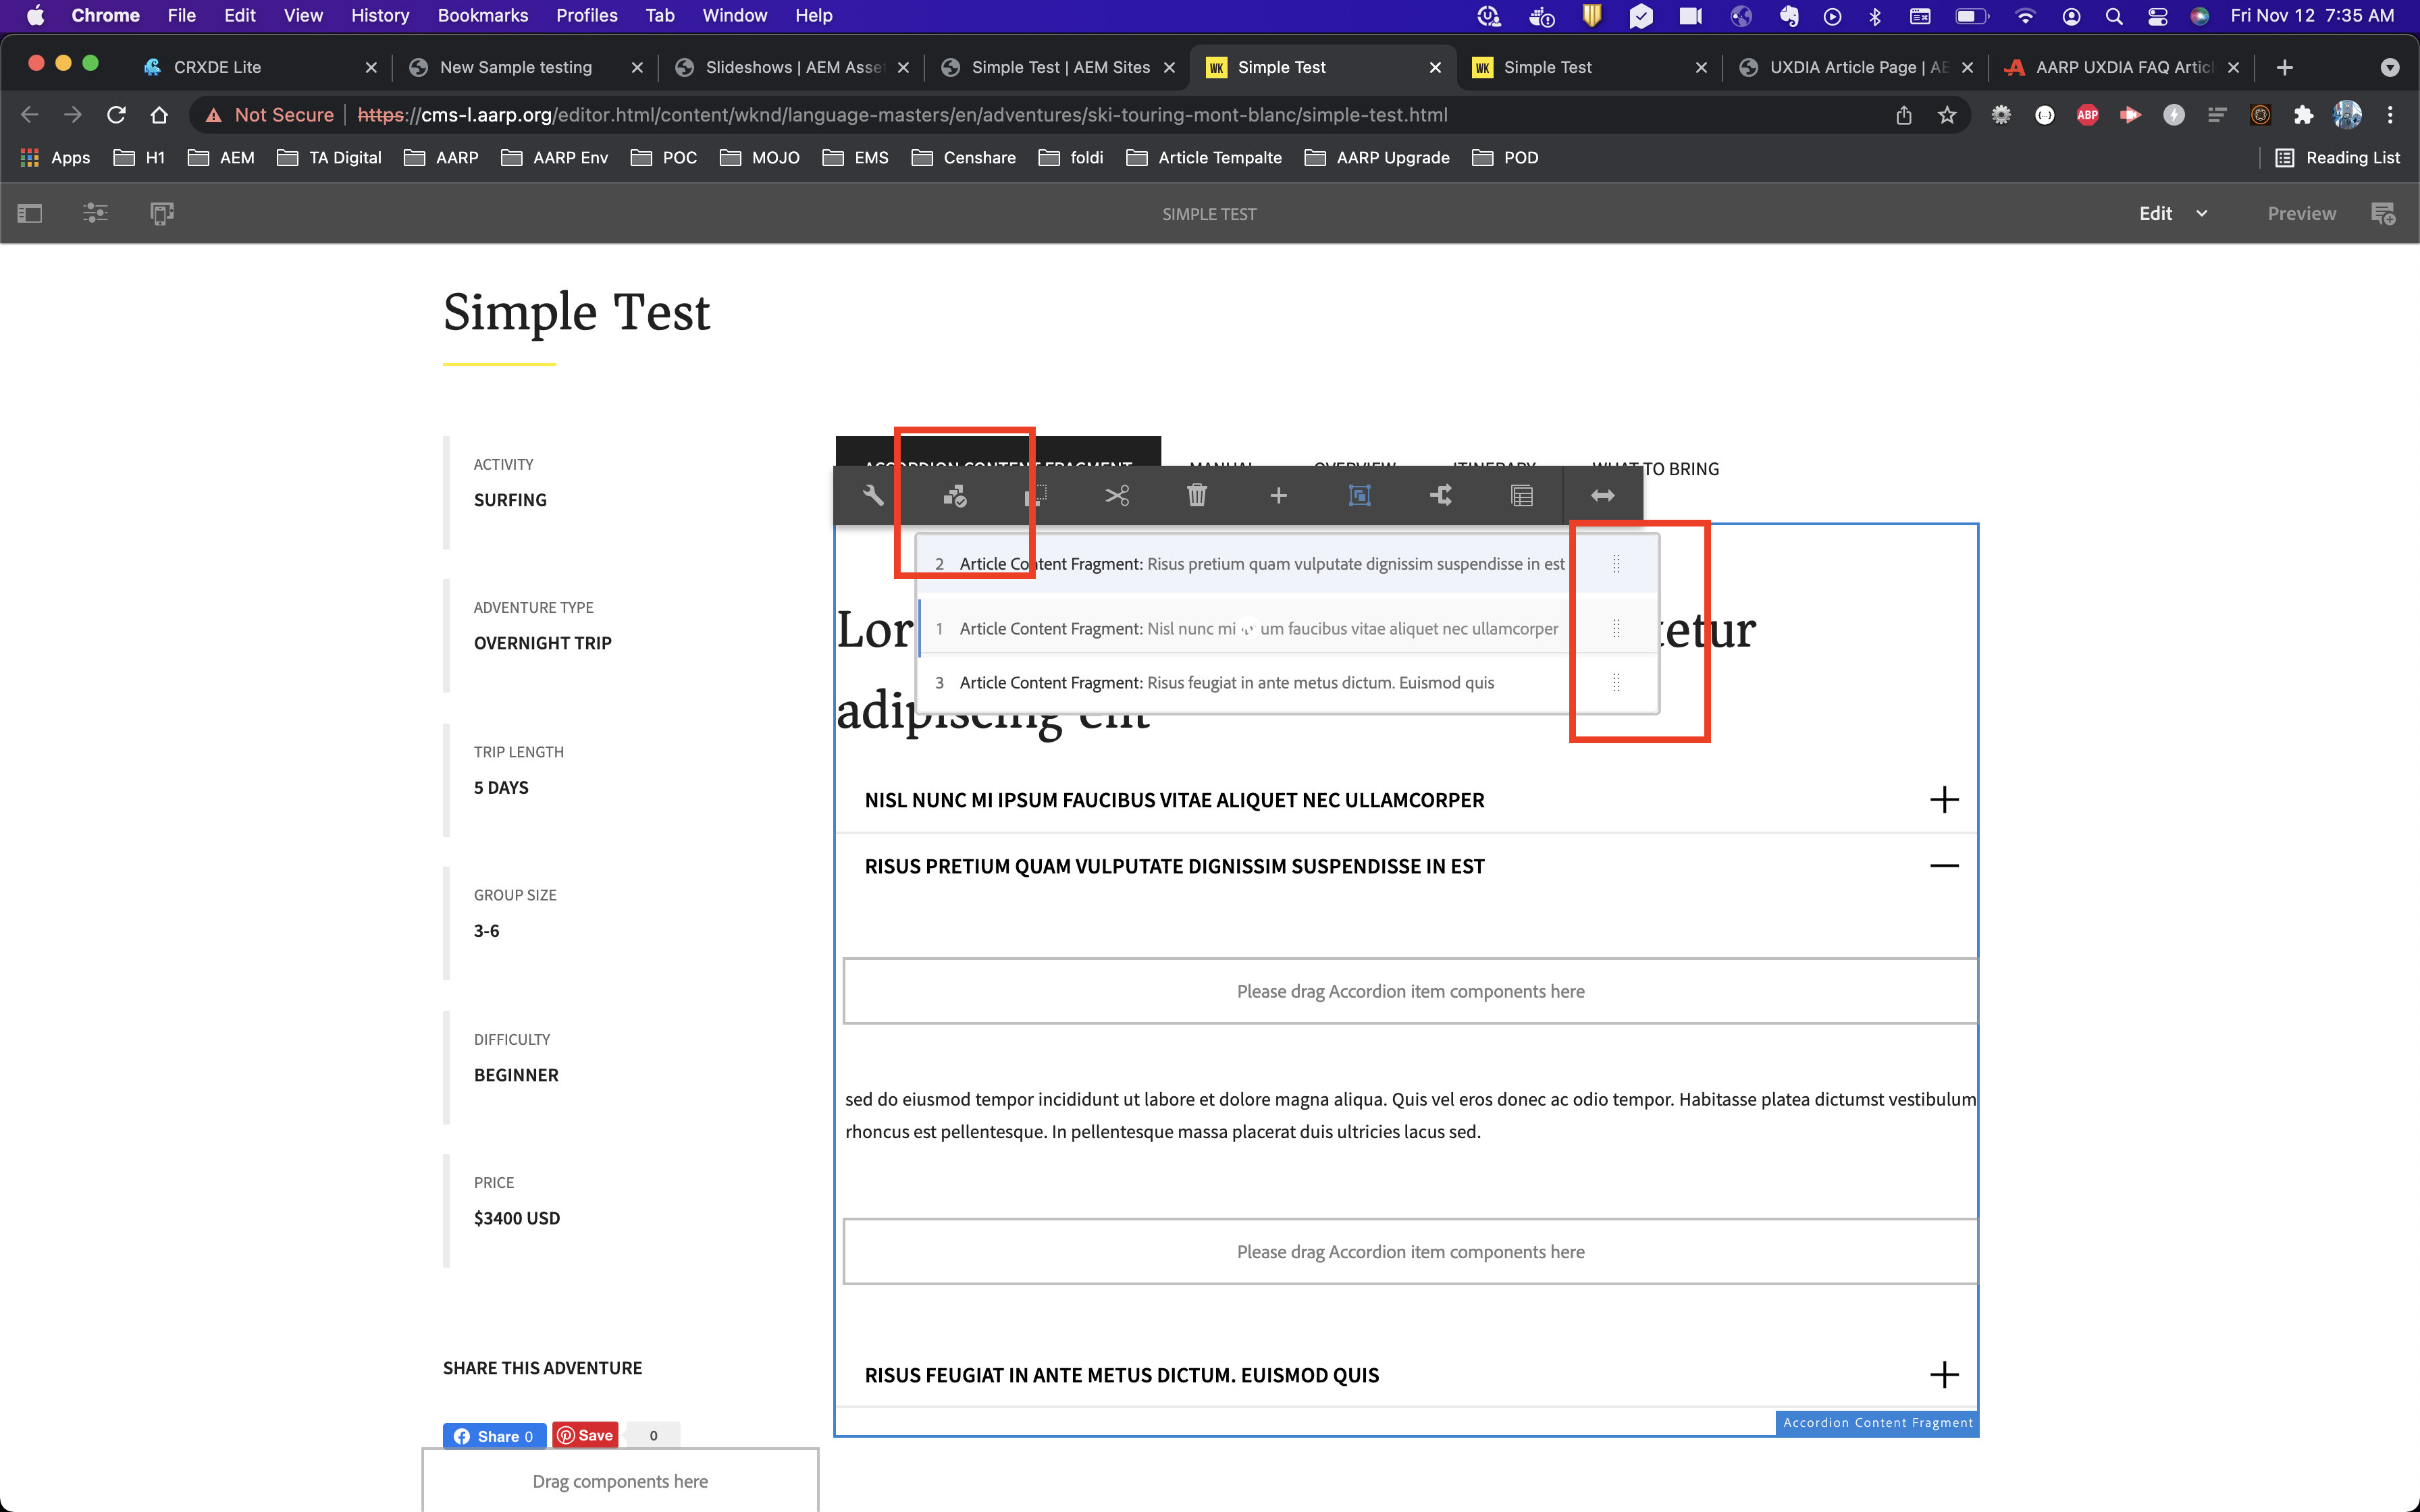 Chrome File Edit View History Bookmarks Profiles Tab Window Help Fri Nov 12 7:35 AM
CRXDE Lite New Sample testing Slideshows | AEM Asse Simple Test | AEM Sites WK Simple Test WK Simple Test UXDIA Article Page | AE AARP UXDIA FAQ Artic
Not Secure https://cms-l.aarp.org/editor.html/content/wknd/language-masters/en/adventures/ski-touring-mont-blanc/simple-test.html ABP
Apps H1 AEM TA Digital AARP AARP Env POC MOJO EMS Censhare foldi Article Tempalte AARP Upgrade POD Reading List
SIMPLE TEST Edit Preview
Simple Test
ACTIVITY
SURFING
ADVENTURE TYPE
OVERNIGHT TRIP
TRIP LENGTH
5 DAYS
GROUP SIZE
3-6
DIFFICULTY
BEGINNER
PRICE
$3400 USD
SHARE THIS ADVENTURE
Share 0 Save 0
Drag components here
ACCORDION CONTENT FRAGMENT MANUAL OVERVIEW ITINERARY WHAT TO BRING
2 Article Content Fragment: Risus pretium quam vulputate dignissim suspendisse in est
1 Article Content Fragment: Nisl nunc mi um faucibus vitae aliquet nec ullamcorper
3 Article Content Fragment: Risus feugiat in ante metus dictum. Euismod quis
Lor tetur
adipiscing elit
NISL NUNC MI IPSUM FAUCIBUS VITAE ALIQUET NEC ULLAMCORPER
RISUS PRETIUM QUAM VULPUTATE DIGNISSIM SUSPENDISSE IN EST
Please drag Accordion item components here
sed do eiusmod tempor incididunt ut labore et dolore magna aliqua. Quis vel eros donec ac odio tempor. Habitasse platea dictumst vestibulum
rhoncus est pellentesque. In pellentesque massa placerat duis ultricies lacus sed.
Please drag Accordion item components here
RISUS FEUGIAT IN ANTE METUS DICTUM. EUISMOD QUIS
Accordion Content Fragment